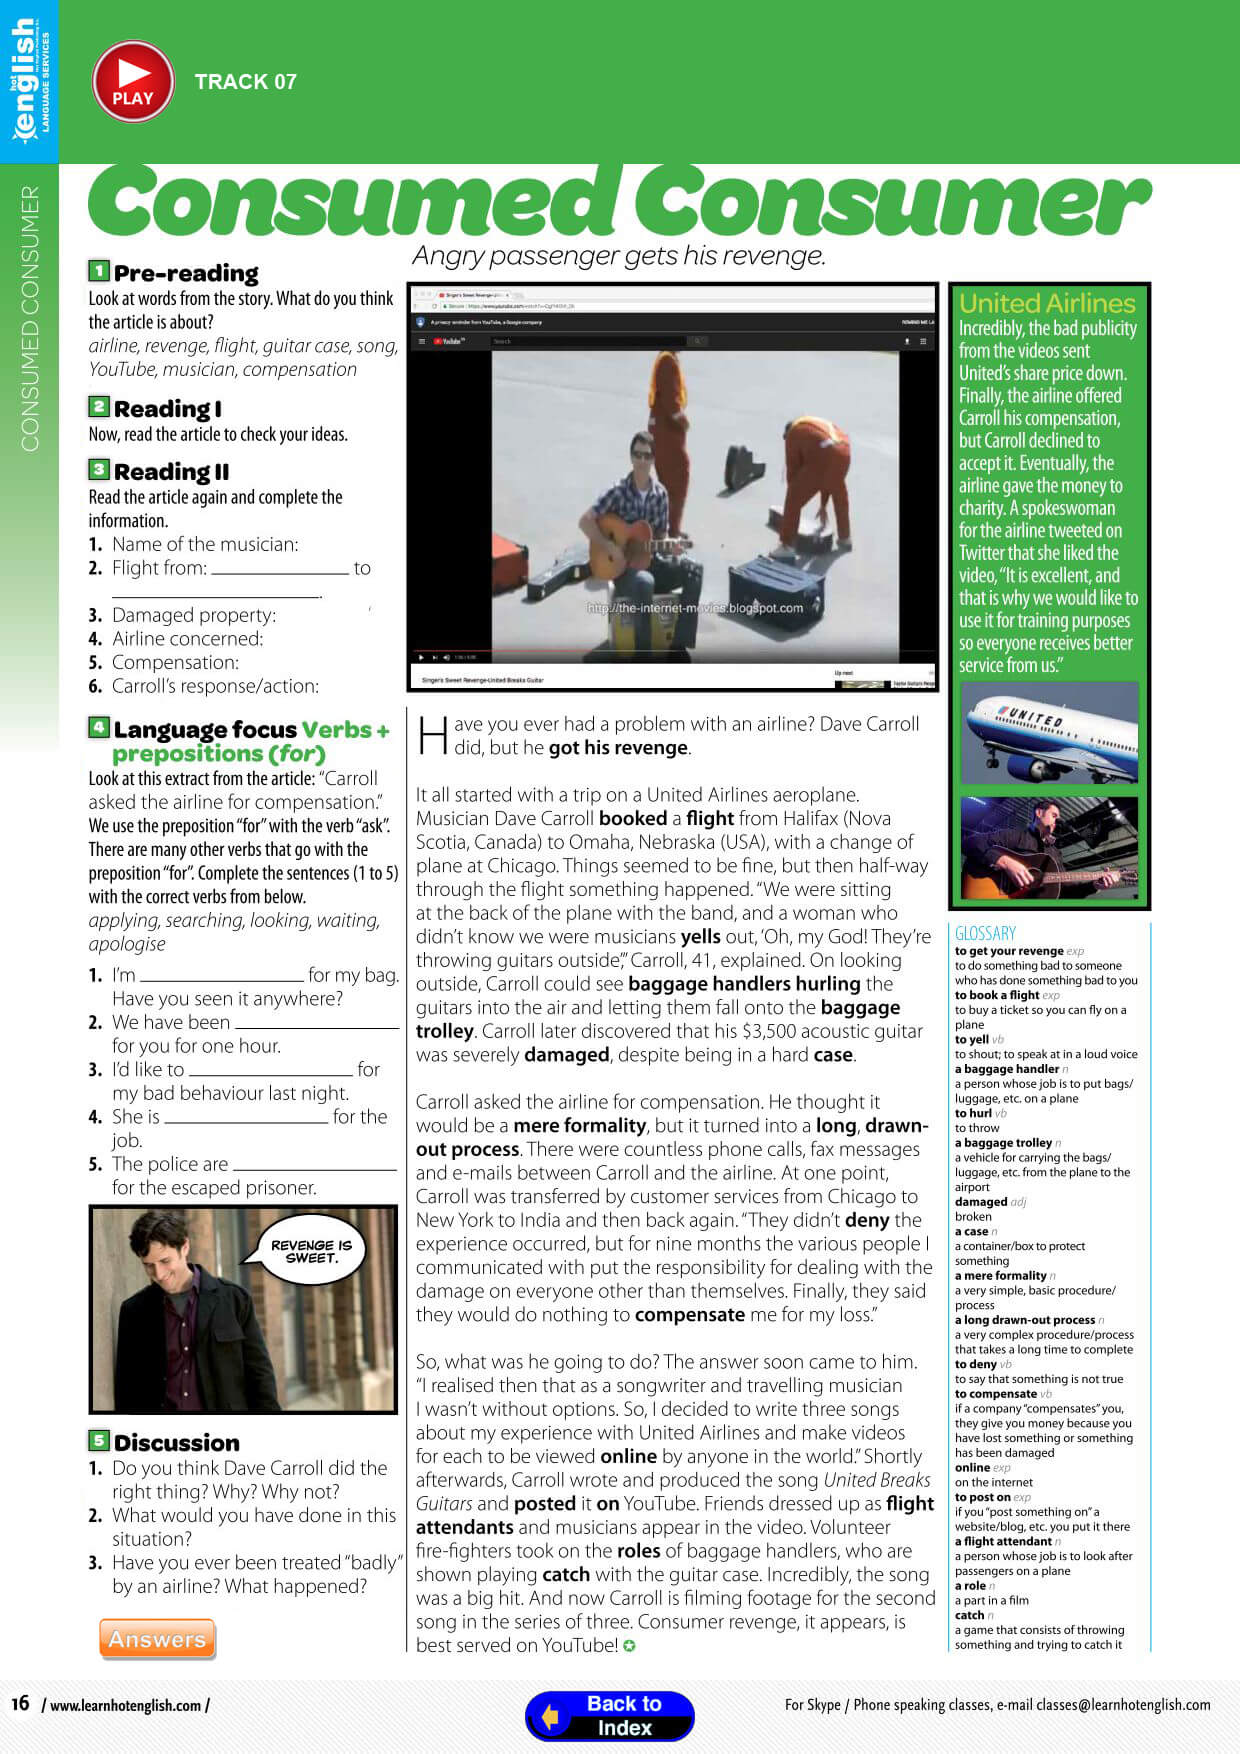 hot
english
LANGUAGE SERVICES
PLAY
TRACK 07
CONSUMED CONSUMER
Consumed Consumer
Angry passenger gets his revenge.
1 Pre-reading
Look at words from the story. What do you think
the article is about?
airline, revenge, flight, guitar case, song,
YouTube, musician, compensation
2 Reading I
Now, read the article to check your ideas.
3 Reading II
Read the article again and complete the
information.
1. Name of the musician:
2. Flight from: ______ to
______.
3. Damaged property:
4. Airline concerned:
5. Compensation:
6. Carroll's response/action:
4 Language focus Verbs +
prepositions (for)
Look at this extract from the article: "Carroll
asked the airline for compensation."
We use the preposition "for" with the verb "ask".
There are many other verbs that go with the
preposition "for". Complete the sentences (1 to 5)
with the correct verbs from below.
applying, searching, looking, waiting,
apologise
1. I'm ______ for my bag.
Have you seen it anywhere?
2. We have been ______
for you for one hour.
3. I'd like to ______ for
my bad behaviour last night.
4. She is ______ for the
job.
5. The police are ______
for the escaped prisoner.
REVENGE IS
SWEET.
5 Discussion
1. Do you think Dave Carroll did the
right thing? Why? Why not?
2. What would you have done in this
situation?
3. Have you ever been treated "badly"
by an airline? What happened?
Answers
Singer's Sweet Revenge-United
Secure
A privacy reminder from YouTube, a Google company
REMIND ME LA
YouTube
Search
http://the-internet-movies.blogspot.com
Up next
Singer's Sweet Revenge-United Breaks Guitar
Have you ever had a problem with an airline? Dave Carroll
did, but he got his revenge.
It all started with a trip on a United Airlines aeroplane.
Musician Dave Carroll booked a flight from Halifax (Nova
Scotia, Canada) to Omaha, Nebraska (USA), with a change of
plane at Chicago. Things seemed to be fine, but then half-way
through the flight something happened. "We were sitting
at the back of the plane with the band, and a woman who
didn't know we were musicians yells out, 'Oh, my God! They're
throwing guitars outside'," Carroll, 41, explained. On looking
outside, Carroll could see baggage handlers hurling the
guitars into the air and letting them fall onto the baggage
trolley. Carroll later discovered that his $3,500 acoustic guitar
was severely damaged, despite being in a hard case.
Carroll asked the airline for compensation. He thought it
would be a mere formality, but it turned into a long, drawn-
out process. There were countless phone calls, fax messages
and e-mails between Carroll and the airline. At one point,
Carroll was transferred by customer services from Chicago to
New York to India and then back again. "They didn't deny the
experience occurred, but for nine months the various people I
communicated with put the responsibility for dealing with the
damage on everyone other than themselves. Finally, they said
they would do nothing to compensate me for my loss."
So, what was he going to do? The answer soon came to him.
"I realised then that as a songwriter and travelling musician
I wasn't without options. So, I decided to write three songs
about my experience with United Airlines and make videos
for each to be viewed online by anyone in the world." Shortly
afterwards, Carroll wrote and produced the song United Breaks
Guitars and posted it on YouTube. Friends dressed up as flight
attendants and musicians appear in the video. Volunteer
fire-fighters took on the roles of baggage handlers, who are
shown playing catch with the guitar case. Incredibly, the song
was a big hit. And now Carroll is filming footage for the second
song in the series of three. Consumer revenge, it appears, is
best served on YouTube!
United Airlines
Incredibly, the bad publicity
from the videos sent
United's share price down.
Finally, the airline offered
Carroll his compensation,
but Carroll declined to
accept it. Eventually, the
airline gave the money to
charity. A spokeswoman
for the airline tweeted on
Twitter that she liked the
video, "It is excellent, and
that is why we would like to
use it for training purposes
so everyone receives better
service from us."
UNITED
GLOSSARY
to get your revenge exp
to do something bad to someone
who has done something bad to you
to book a flight exp
to buy a ticket so you can fly on a
plane
to yell vb
to shout; to speak at in a loud voice
a baggage handler n
a person whose job is to put bags/
luggage, etc. on a plane
to hurl vb
to throw
a baggage trolley n
a vehicle for carrying the bags/
luggage, etc. from the plane to the
airport
damaged adj
broken
a case n
a container/box to protect
something
a mere formality n
a very simple, basic procedure/
process
a long drawn-out process n
a very complex procedure/process
that takes a long time to complete
to deny vb
to say that something is not true
to compensate vb
if a company "compensates" you,
they give you money because you
have lost something or something
has been damaged
online exp
on the internet
to post on exp
if you "post something on" a
website/blog, etc. you put it there
a flight attendant n
a person whose job is to look after
passengers on a plane
a role n
a part in a film
catch n
a game that consists of throwing
something and trying to catch it
16 / www.learnhotenglish.com /
Back to
Index
For Skype / Phone speaking classes, e-mail classes@learnhotenglish.com